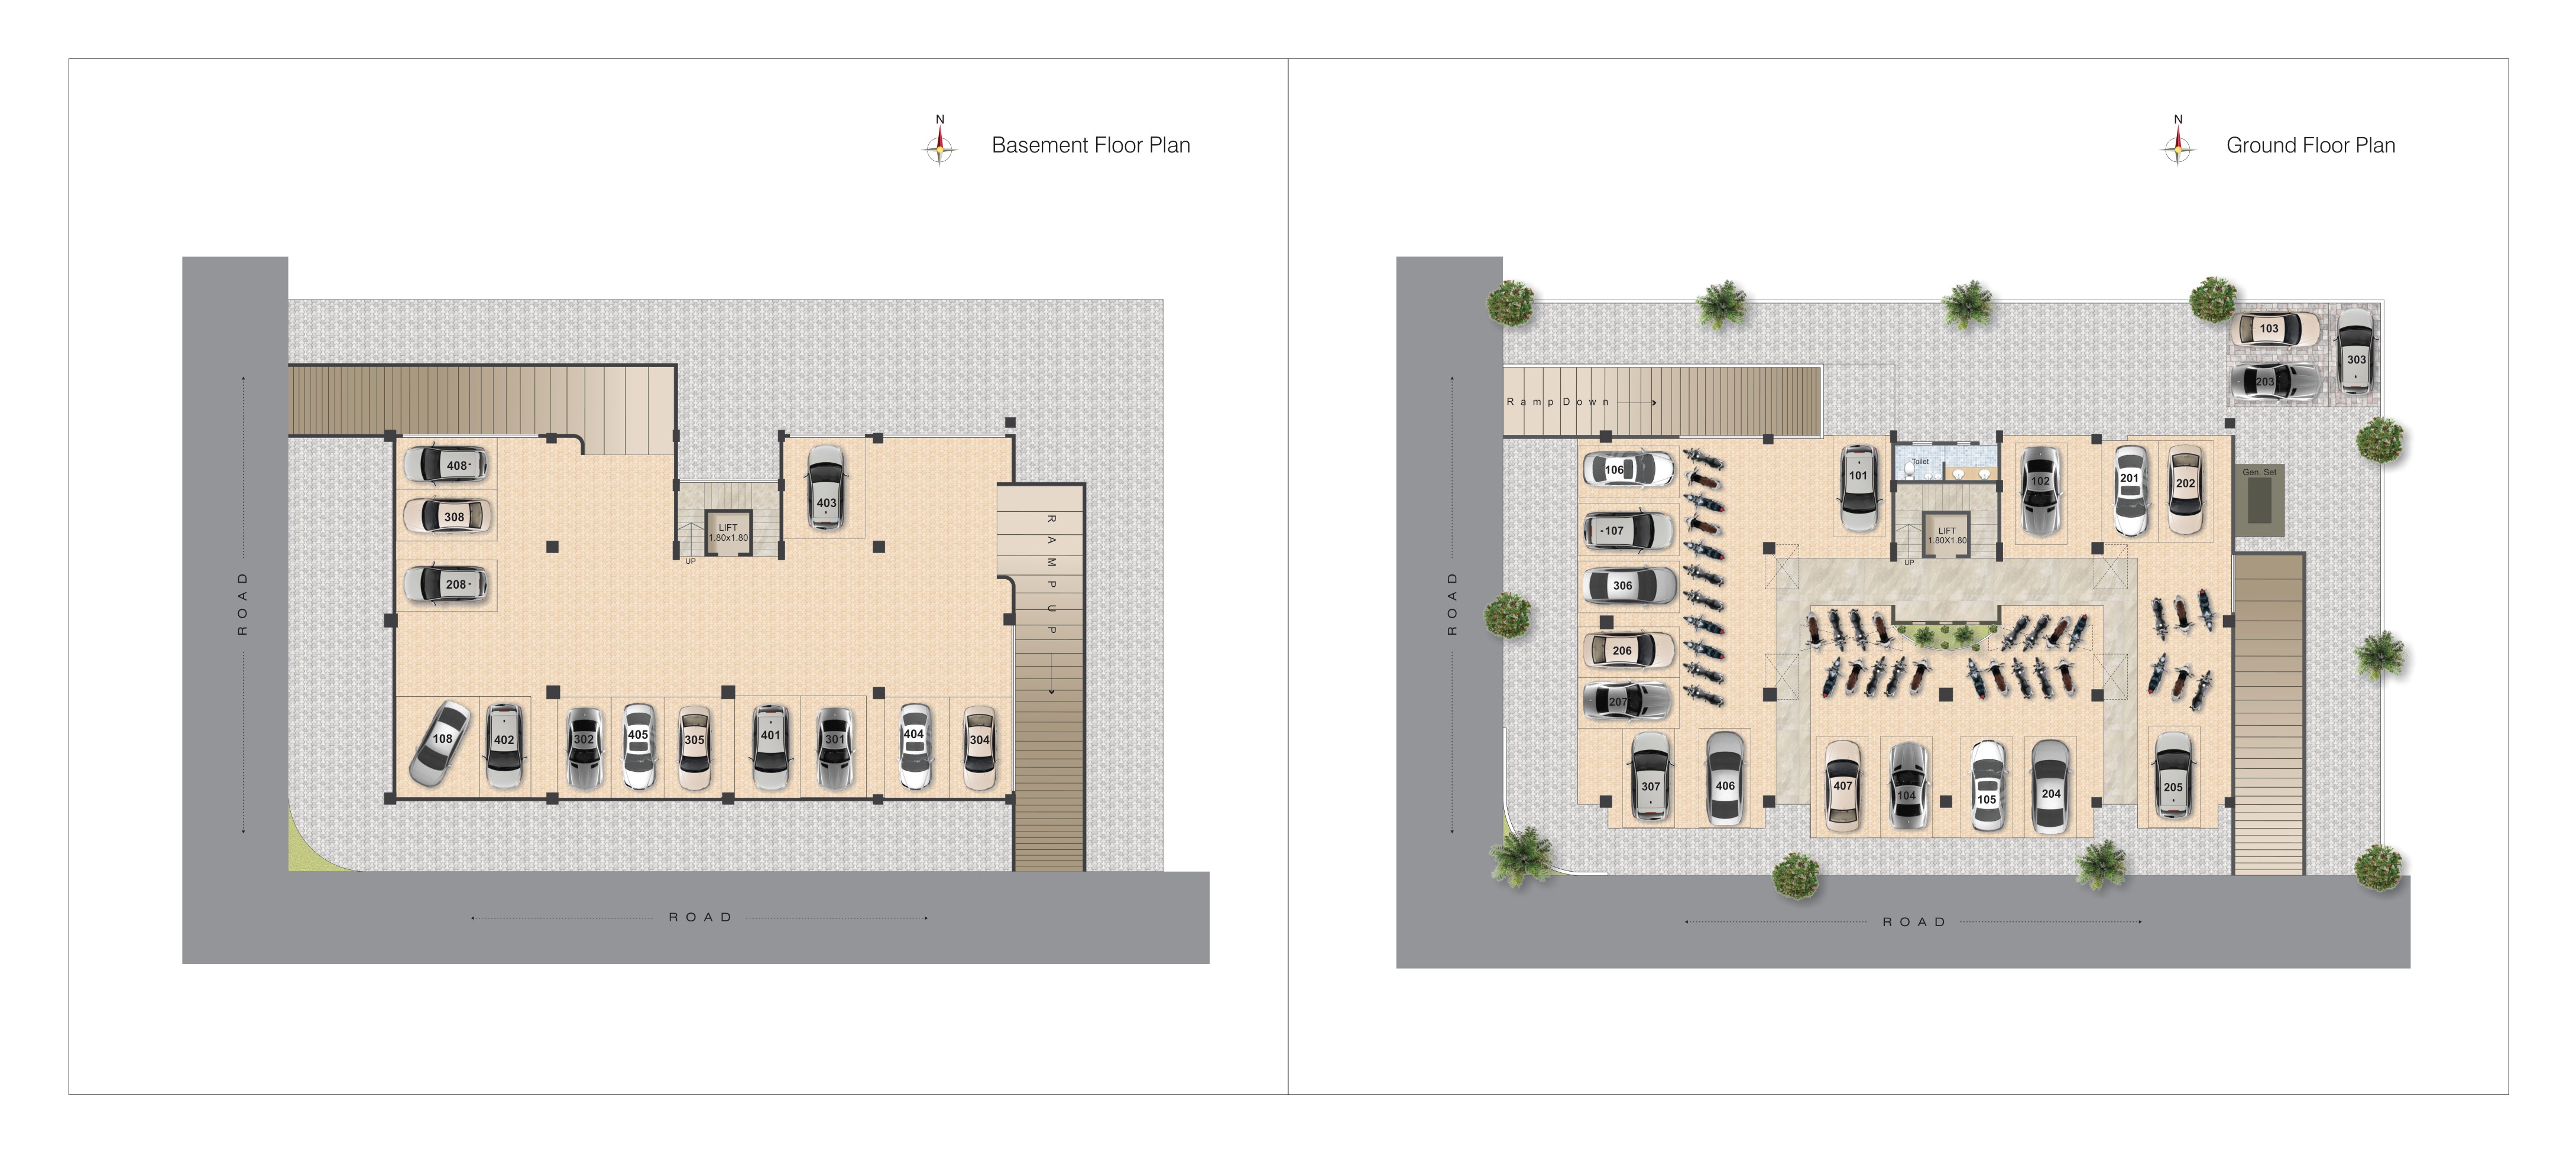 N
Basement Floor Plan
408
308
403
LIFT
1.80x1.80
UP
208
RAMP UP
ROAD
108
402
302
405
305
401
301
404
304
ROAD
N
Ground Floor Plan
103
303
203
Ramp Down
106
101
Toilet
102
201
202
Gen. Set
107
LIFT
1.80X1.80
UP
306
ROAD
206
207
307
406
407
104
105
204
205
ROAD